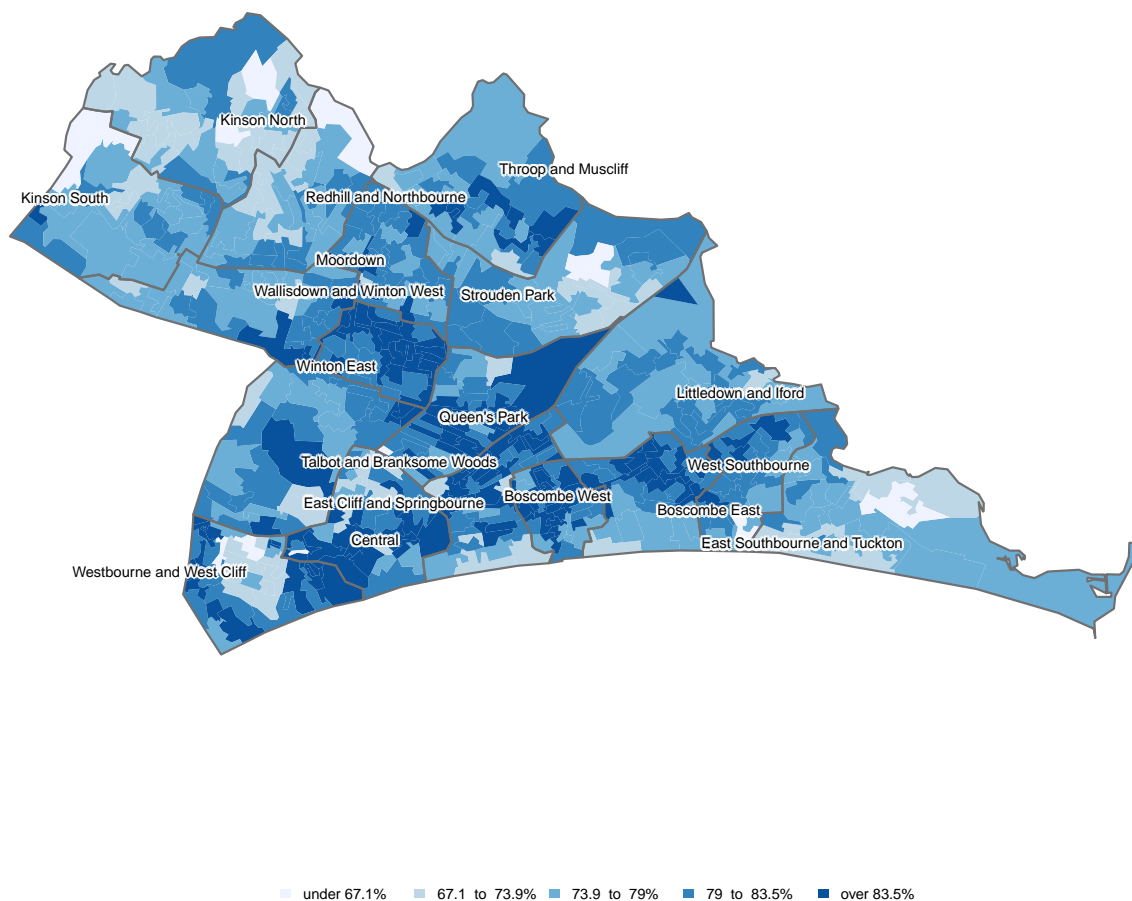 Kinson North
Throop and Muscliff
Kinson South
Redhill and Northbourne
Moordown
Wallisdown and Winton West
Strouden Park
Winton East
Littledown and Iford
Queen's Park
Talbot and Branksome Woods
West Southbourne
East Cliff and Springbourne
Boscombe West
Boscombe East
Central
East Southbourne and Tuckton
Westbourne and West Cliff
under 67.1% 67.1 to 73.9% 73.9 to 79% 79 to 83.5% over 83.5%